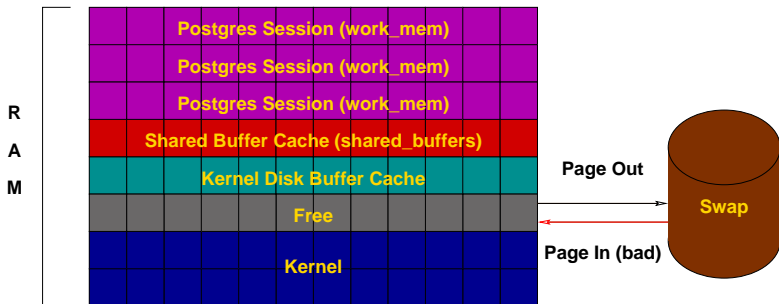 Postgres Session (work_mem)
Postgres Session (work_mem)
Postgres Session (work_mem)
Shared Buffer Cache (shared_buffers)
Kernel Disk Buffer Cache
Free
Kernel
R
A
M
Page Out
Swap
Page In (bad)